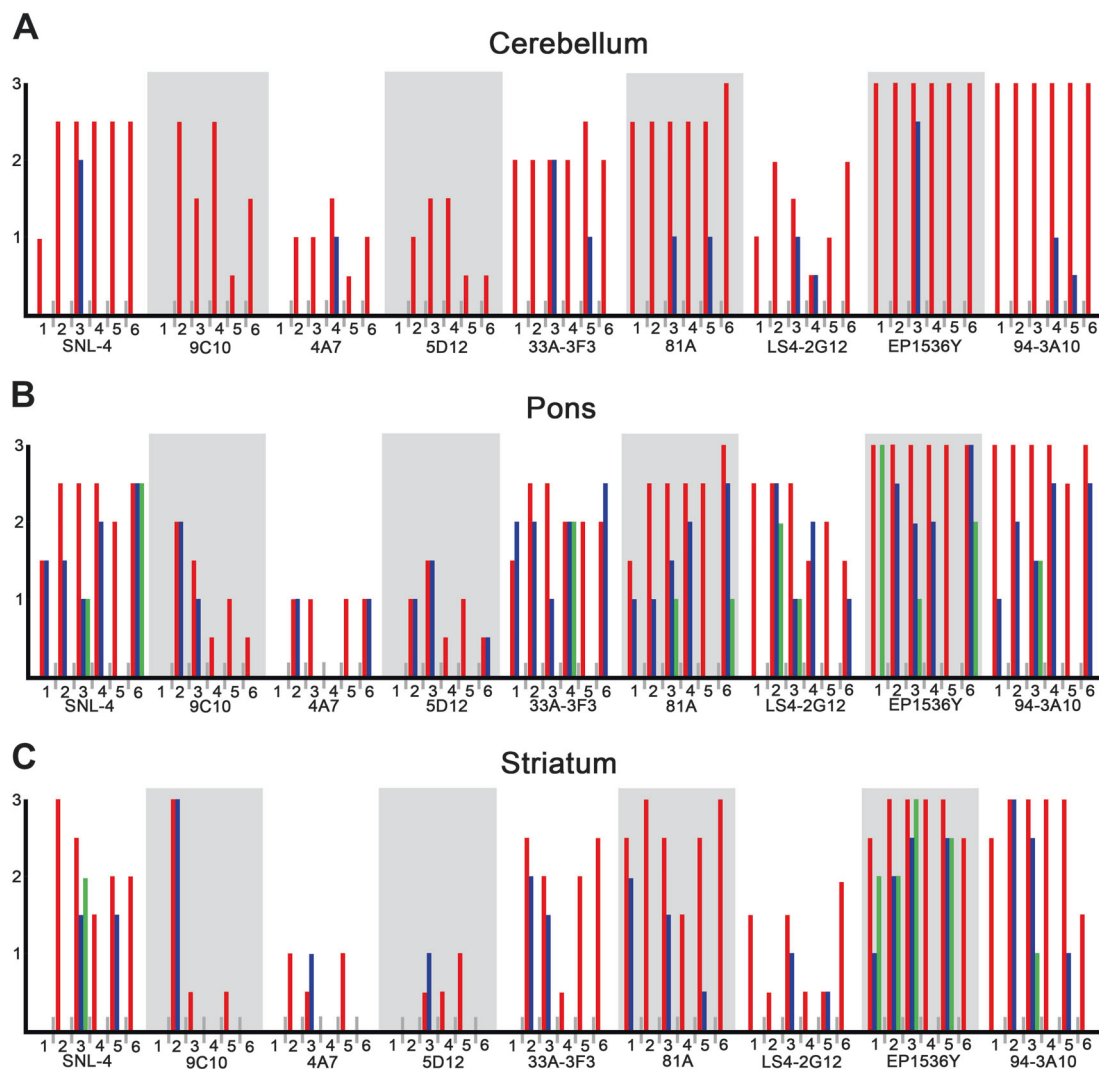 A
Cerebellum
3
2
1
1 2 3 4 5 6 1 2 3 4 5 6 1 2 3 4 5 6 1 2 3 4 5 6 1 2 3 4 5 6 1 2 3 4 5 6 1 2 3 4 5 6 1 2 3 4 5 6 1 2 3 4 5 6
SNL-4 9C10 4A7 5D12 33A-3F3 81A LS4-2G12 EP1536Y 94-3A10
B
Pons
3
2
1
1 2 3 4 5 6 1 2 3 4 5 6 1 2 3 4 5 6 1 2 3 4 5 6 1 2 3 4 5 6 1 2 3 4 5 6 1 2 3 4 5 6 1 2 3 4 5 6 1 2 3 4 5 6
SNL-4 9C10 4A7 5D12 33A-3F3 81A LS4-2G12 EP1536Y 94-3A10
C
Striatum
3
2
1
1 2 3 4 5 6 1 2 3 4 5 6 1 2 3 4 5 6 1 2 3 4 5 6 1 2 3 4 5 6 1 2 3 4 5 6 1 2 3 4 5 6 1 2 3 4 5 6 1 2 3 4 5 6
SNL-4 9C10 4A7 5D12 33A-3F3 81A LS4-2G12 EP1536Y 94-3A10